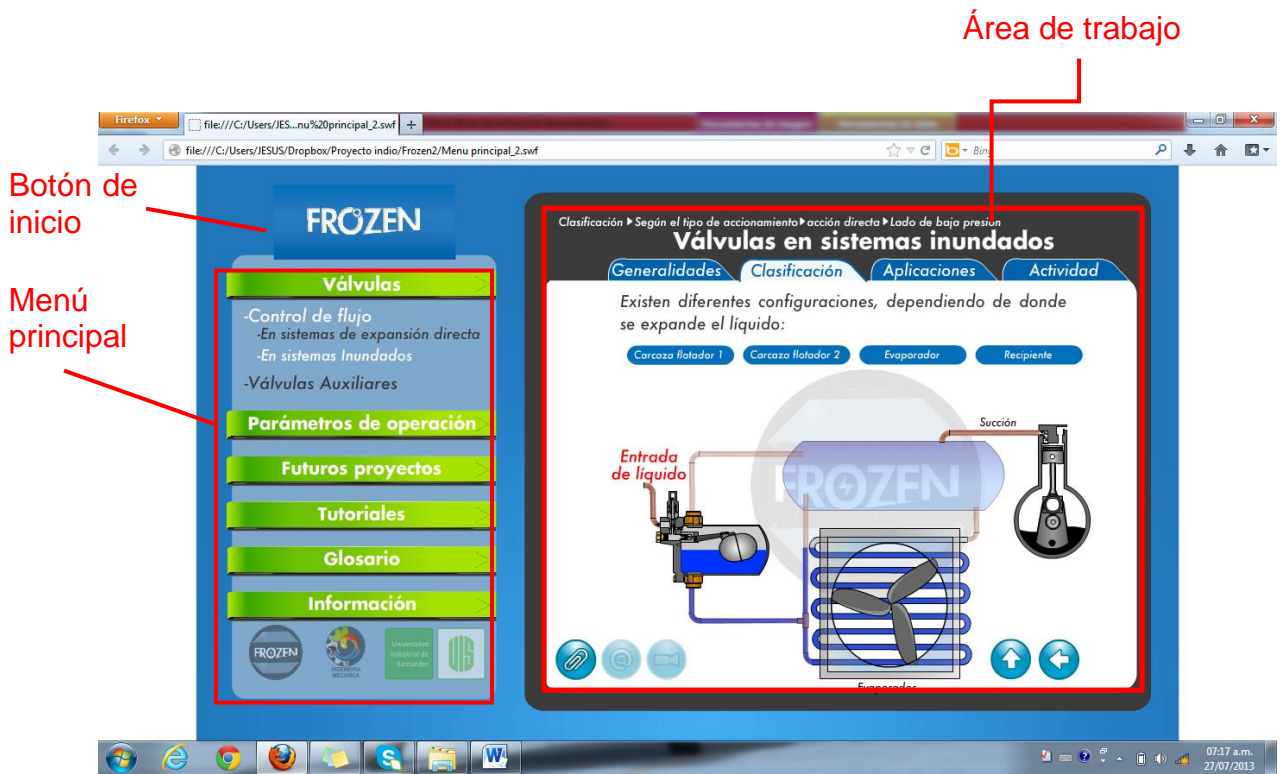 Área de trabajo
Firefox
file:///C:/Users/JES...nu%20principal_2.swf
file:///C:/Users/JESUS/Dropbox/Proyecto indio/Frozen2/Menu principal_2.swf
Bing
Botón de
inicio
Menú
principal
FROZEN
Válvulas
-Control de flujo
-En sistemas de expansión directa
-En sistemas Inundados
-Válvulas Auxiliares
Parámetros de operación
Futuros proyectos
Tutoriales
Glosario
Información
FROZEN
INGENIERIA
MECANICA
Universidad
Industrial de
Santander
Clasificación Según el tipo de accionamiento acción directa Lado de baja presión
Válvulas en sistemas inundados
Generalidades Clasificación Aplicaciones Actividad
Existen diferentes configuraciones, dependiendo de donde
se expande el líquido:
Carcaza flotador 1 Carcaza flotador 2 Evaporador Recipiente
Succión
Entrada
de líquido
FROZEN
Evaporador
07:17 a.m.
27/07/2013